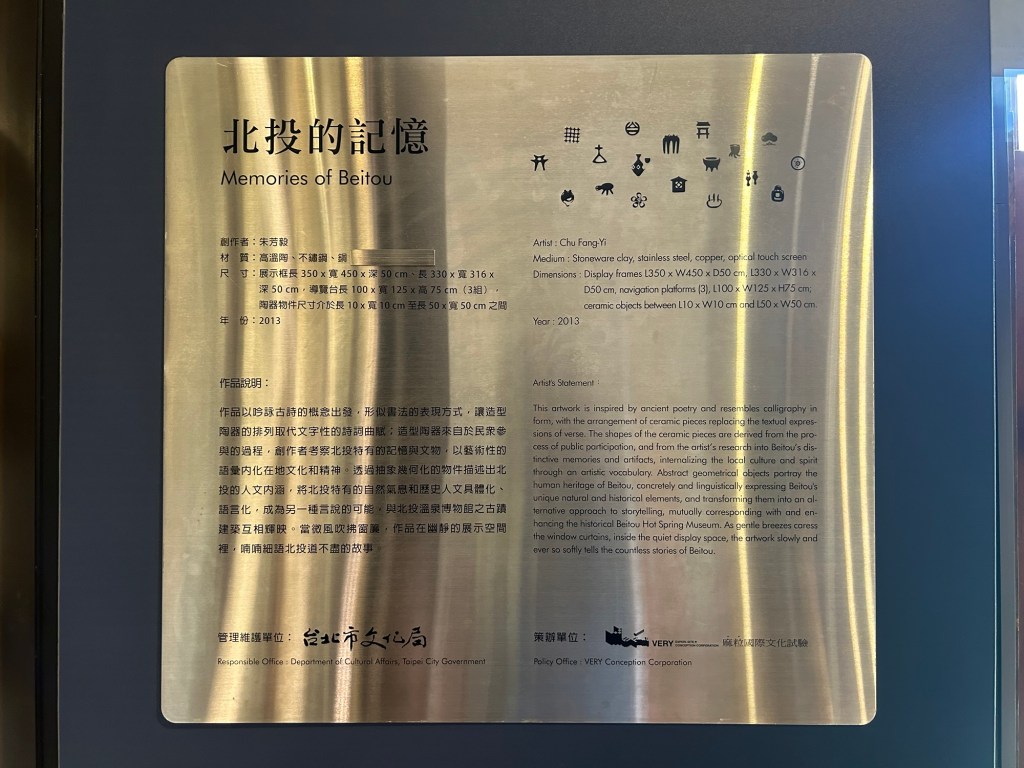 北投的記憶
Memories of Beitou
創作者：朱芳毅
材　質：高溫陶、不鏽鋼、銅
尺　寸：展示框長 350 x 寬 450 x 深 50 cm、長 330 x 寬 316 x
深 50 cm，導覽台長 100 x 寬 125 x 高 75 cm（3組），
陶器物件尺寸介於長 10 x 寬 10 cm 至長 50 x 寬 50 cm 之間
年　份：2013
作品說明：
作品以吟詠古詩的概念出發，形似書法的表現方式，讓造型
陶器的排列取代文字性的詩詞曲賦；造型陶器來自於民眾參
與的過程，創作者考察北投特有的記憶與文物，以藝術性的
語彙内化在地文化和精神。透過抽象幾何化的物件描述出北
投的人文内涵，將北投特有的自然氣息和歷史人文具體化、
語言化，成為另一種言說的可能，與北投溫泉博物館之古蹟
建築互相輝映。當微風吹拂窗簾，作品在幽靜的展示空間
裡，喃喃細語北投道不盡的故事。
管理維護單位：台北市文化局
Responsible Office : Department of Cultural Affairs, Taipei City Government
Artist : Chu Fang-Yi
Medium : Stoneware clay, stainless steel, copper, optical touch screen
Dimensions : Display frames L350 x W450 x D50 cm, L330 x W316 x
D50 cm, navigation platforms (3), L100 x W125 x H75 cm;
ceramic objects between L10 x W10 cm and L50 x W50 cm.
Year : 2013
Artist's Statement :
This artwork is inspired by ancient poetry and resembles calligraphy in
form, with the arrangement of ceramic pieces replacing the textual expres-
sions of verse. The shapes of the ceramic pieces are derived from the pro-
cess of public participation, and from the artist's research into Beitou's dis-
tinctive memories and artifacts, internalizing the local culture and spirit
through an artistic vocabulary. Abstract geometrical objects portray the
human heritage of Beitou, concretely and linguistically expressing Beitou's
unique natural and historical elements, and transforming them into an al-
ternative approach to storytelling, mutually corresponding with and en-
hancing the historical Beitou Hot Spring Museum. As gentle breezes caress
the window curtains, inside the quiet display space, the artwork slowly and
ever so softly tells the countless stories of Beitou.
策辦單位：VERY 麻粒國際文化試驗
Policy Office : VERY Conception Corporation